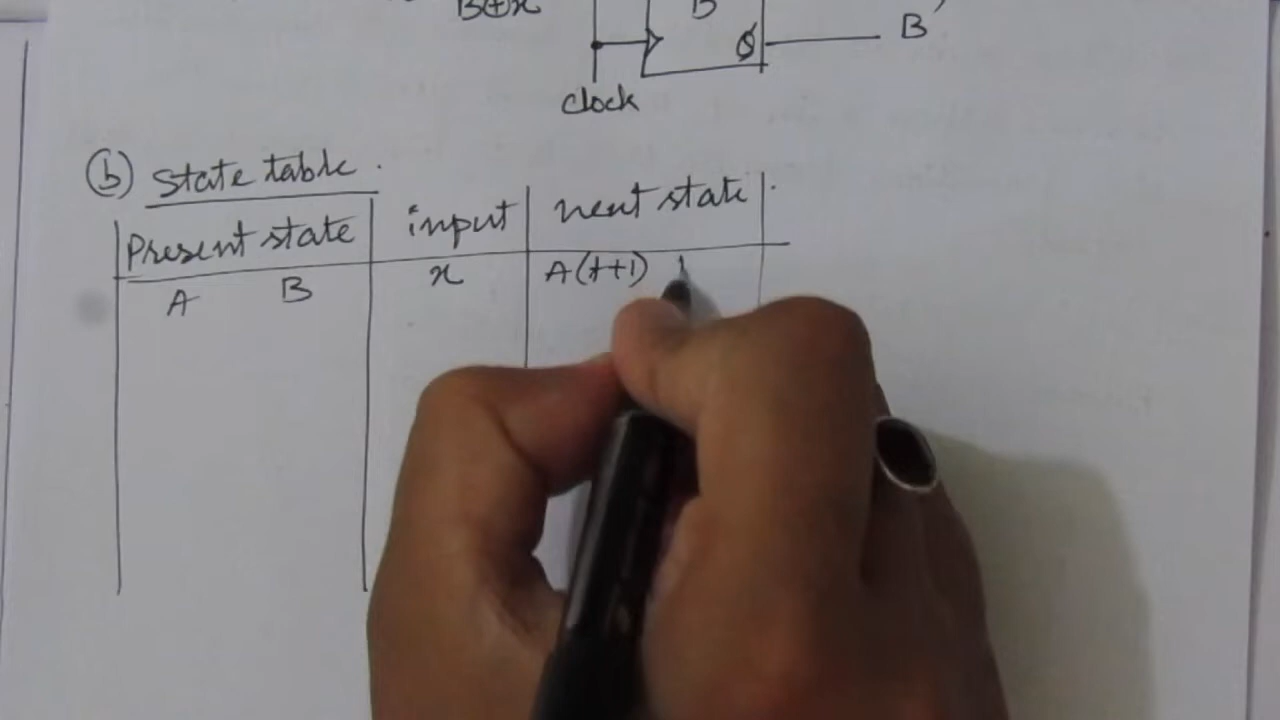 B⊕x B
Q' B'
clock
(b) State table.
Present state input next state
A B x A(t+1)